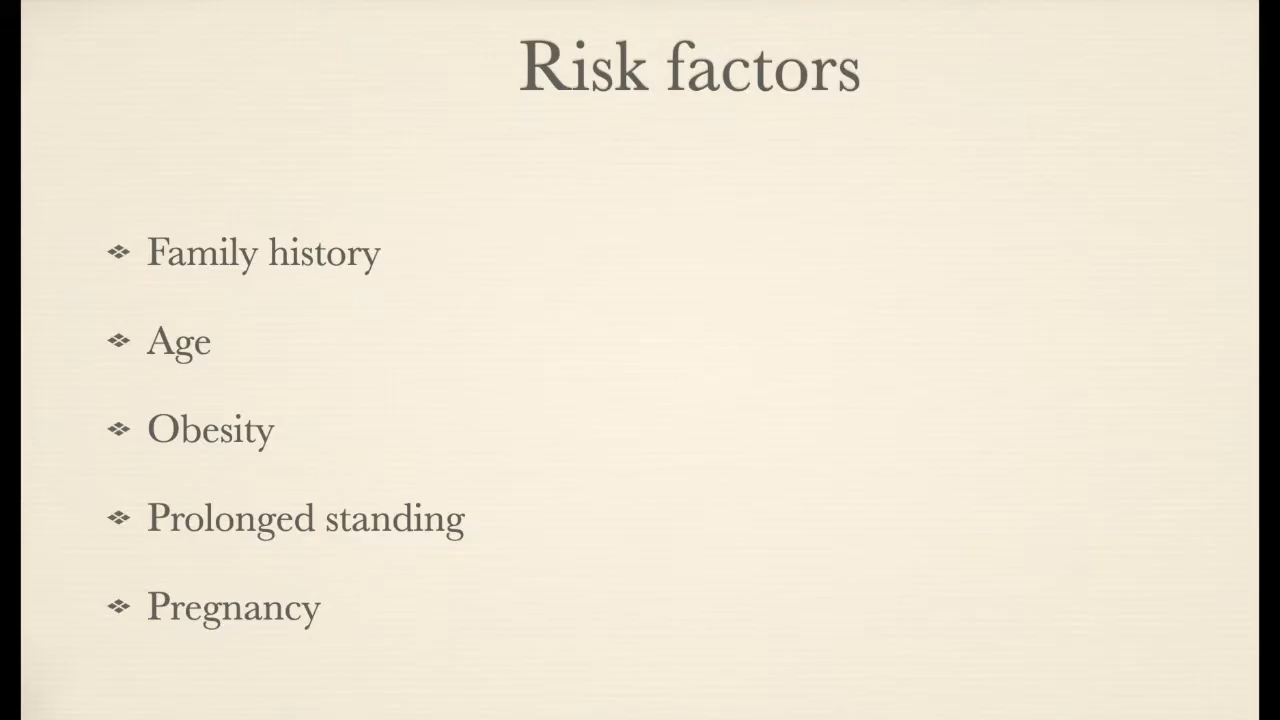 Risk factors
❖ Family history
❖ Age
❖ Obesity
❖ Prolonged standing
❖ Pregnancy